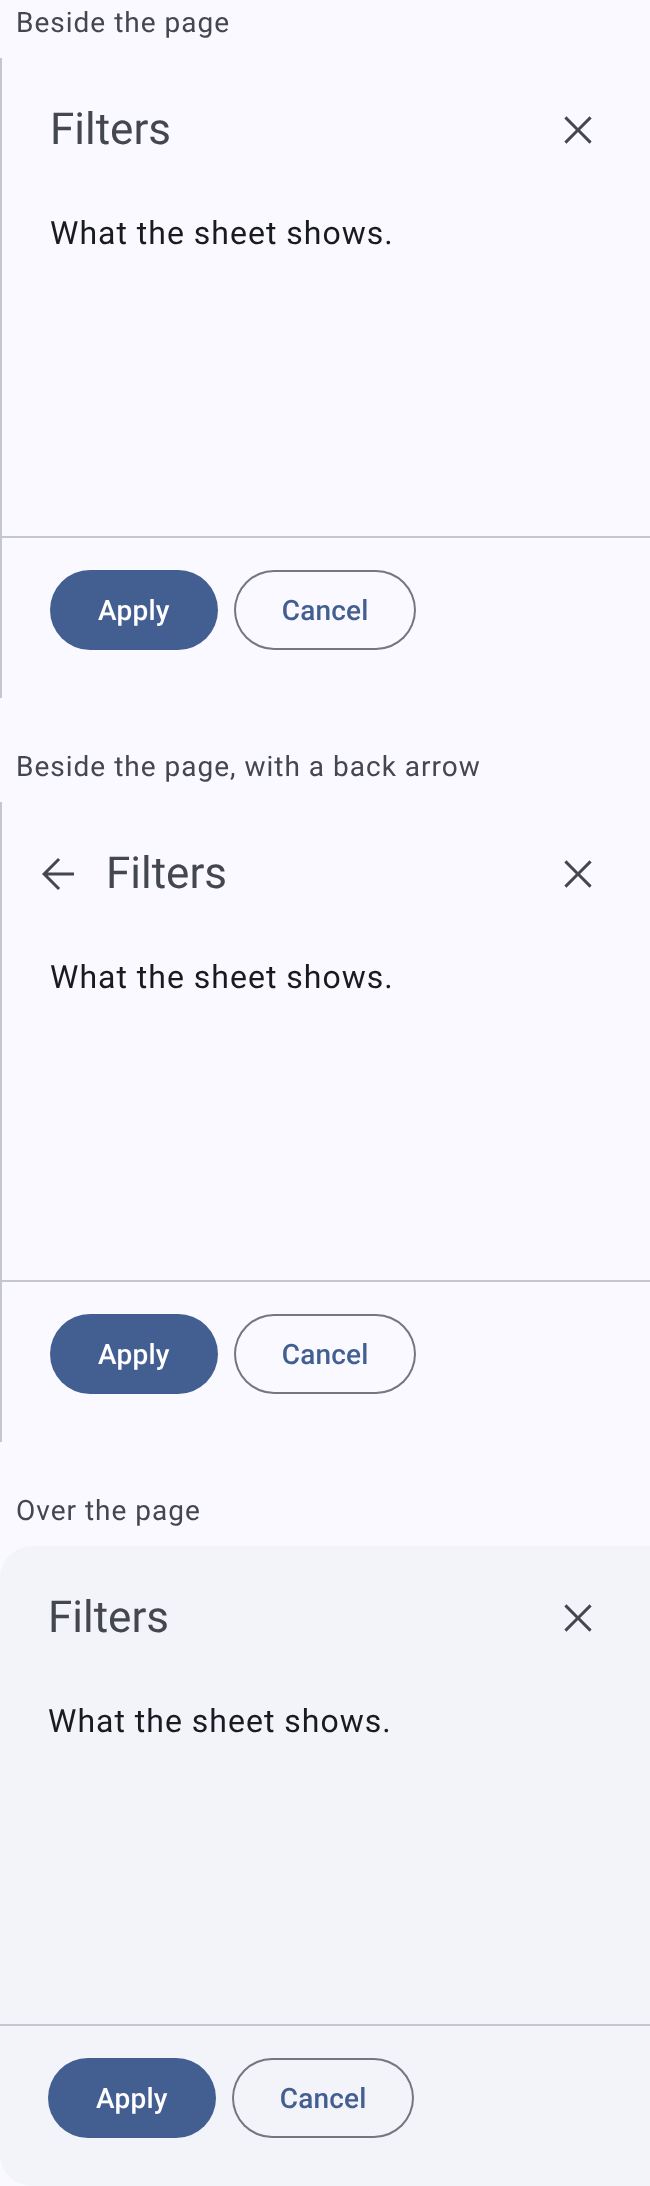 Beside the page
Filters
What the sheet shows.
Apply Cancel
Beside the page, with a back arrow
Filters
What the sheet shows.
Apply Cancel
Over the page
Filters
What the sheet shows.
Apply Cancel